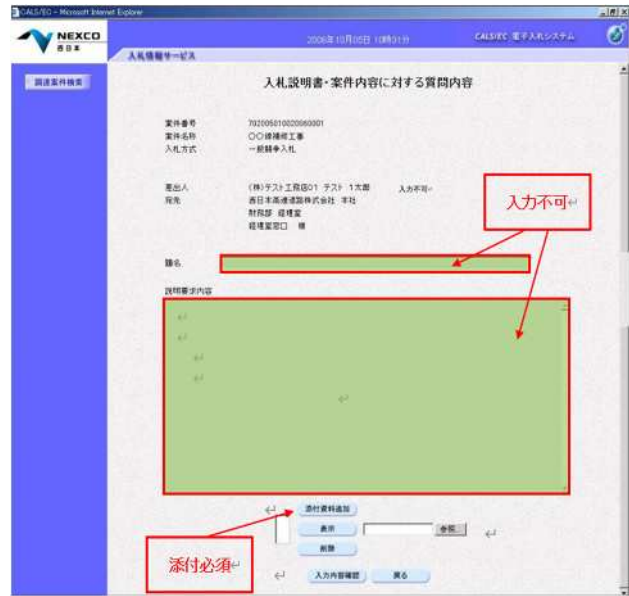 CALS/EC - Microsoft Internet Explorer
NEXCO
西日本
2006年10月05日 10時01分
CALS/EC 電子入札システム
入札情報サービス
調達案件検索
入札説明書・案件内容に対する質問内容
案件番号 702005010020060001
案件名称 〇〇線補修工事
入札方式 一般競争入札
差出人 (株)テスト工務店01 テスト 1太郎 入力不可
宛先 西日本高速道路株式会社 本社
財務部 経理室
経理室窓口 様
入力不可
題名
説明要求内容
添付資料追加
表示
参照...
削除
添付必須
入力内容確認
戻る